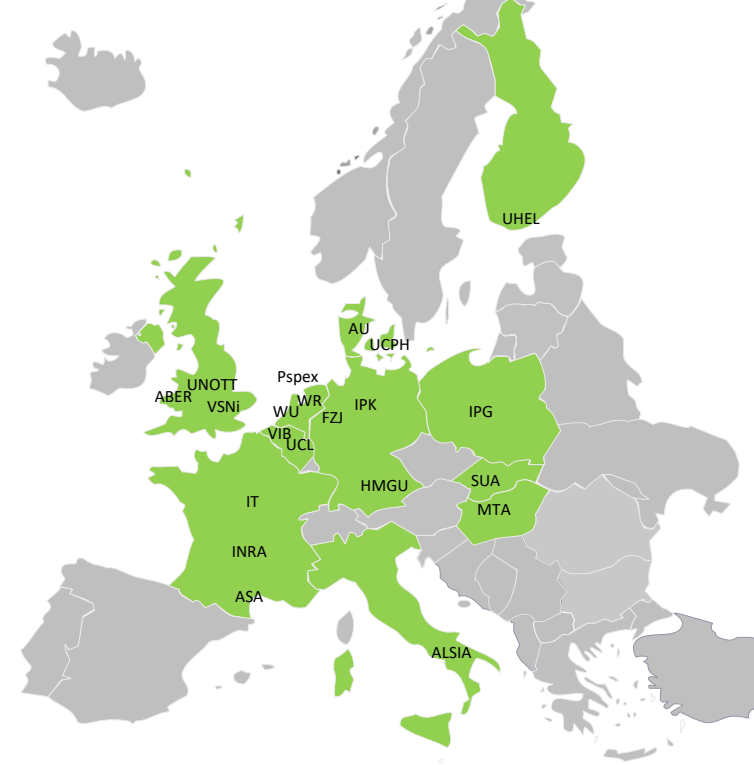 UHEL
AU
UCPH
Pspex
UNOTT
ABER
VSNi
WR
WU
FZJ
IPK
IPG
VIB
UCL
HMGU
SUA
IT
MTA
INRA
ASA
ALSIA